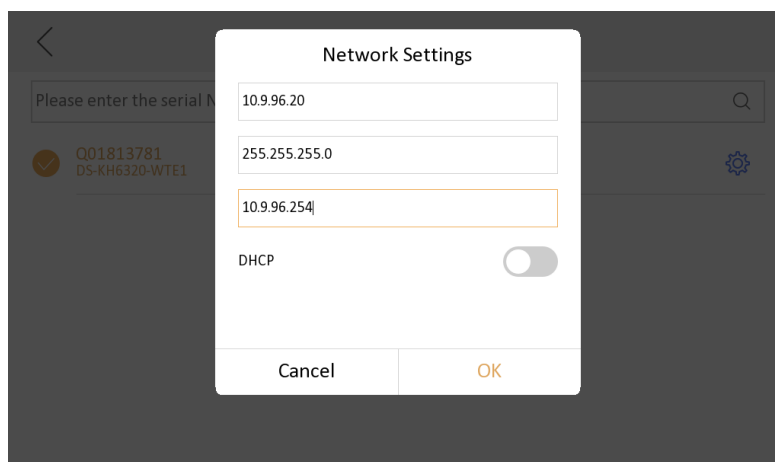 Network Settings
Please enter the serial N
10.9.96.20
Q01813781
DS-KH6320-WTE1
255.255.255.0
10.9.96.254
DHCP
Cancel
OK